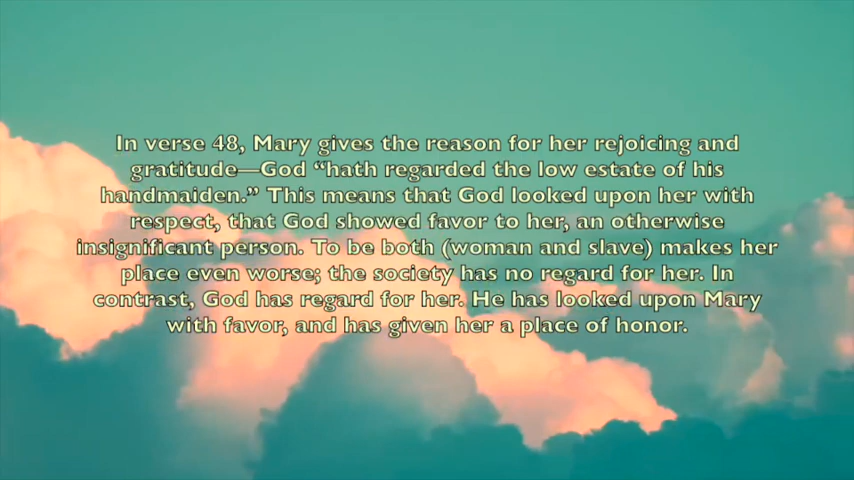 In verse 48, Mary gives the reason for her rejoicing and
gratitude—God “hath regarded the low estate of his
handmaiden.” This means that God looked upon her with
respect, that God showed favor to her, an otherwise
insignificant person. To be both (woman and slave) makes her
place even worse; the society has no regard for her. In
contrast, God has regard for her. He has looked upon Mary
with favor, and has given her a place of honor.